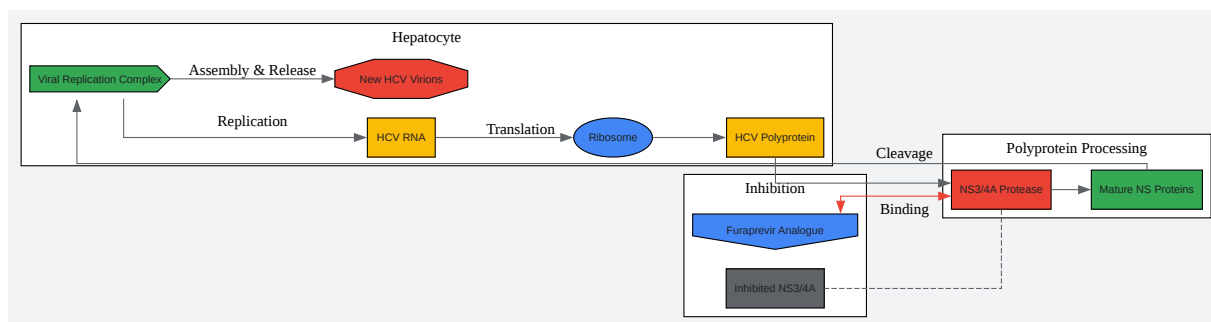 Hepatocyte
Viral Replication Complex
Assembly & Release
New HCV Virions
Replication
HCV RNA
Translation
Ribosome
HCV Polyprotein
Cleavage
Polyprotein Processing
NS3/4A Protease
Mature NS Proteins
Inhibition
Binding
Furaprevir Analogue
Inhibited NS3/4A